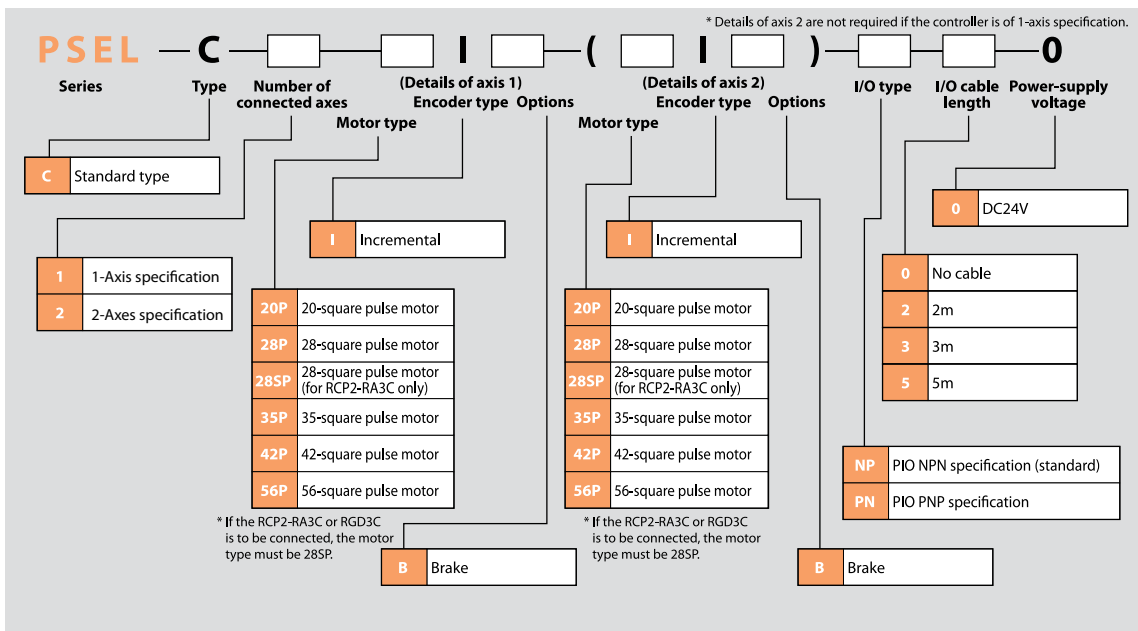 * Details of axis 2 are not required if the controller is of 1-axis specification.
PSEL — C — I — ( I ) — 0
Series
Type
Number of
connected axes
(Details of axis 1)
Motor type
Encoder type
Options
(Details of axis 2)
Motor type
Encoder type
Options
I/O type
I/O cable
length
Power-supply
voltage
C Standard type
1 1-Axis specification
2 2-Axes specification
I Incremental
20P 20-square pulse motor
28P 28-square pulse motor
28SP 28-square pulse motor
(for RCP2-RA3C only)
35P 35-square pulse motor
42P 42-square pulse motor
56P 56-square pulse motor
* If the RCP2-RA3C or RGD3C
is to be connected, the motor
type must be 28SP.
B Brake
I Incremental
20P 20-square pulse motor
28P 28-square pulse motor
28SP 28-square pulse motor
(for RCP2-RA3C only)
35P 35-square pulse motor
42P 42-square pulse motor
56P 56-square pulse motor
* If the RCP2-RA3C or RGD3C
is to be connected, the motor
type must be 28SP.
B Brake
0 DC24V
0 No cable
2 2m
3 3m
5 5m
NP PIO NPN specification (standard)
PN PIO PNP specification